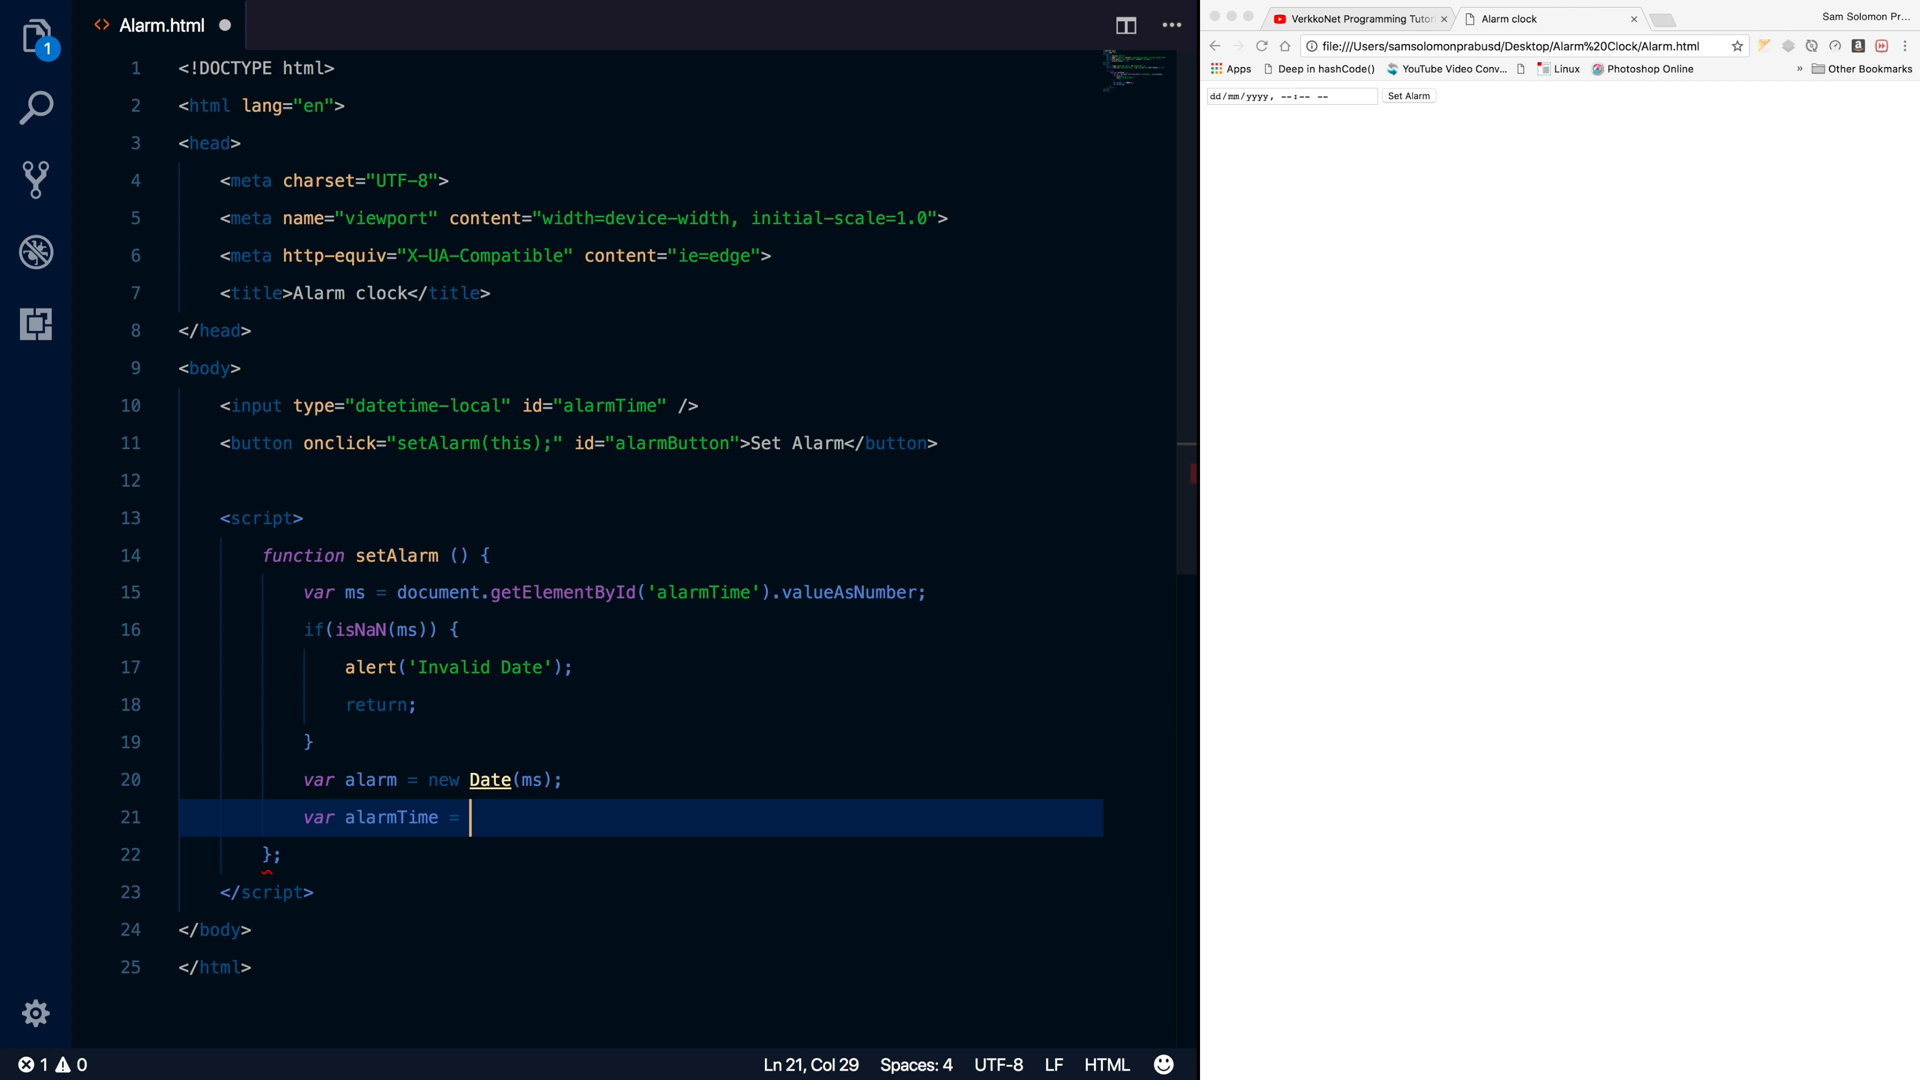 1
Alarm.html
1 <!DOCTYPE html>
2 <html lang="en">
3 <head>
4 <meta charset="UTF-8">
5 <meta name="viewport" content="width=device-width, initial-scale=1.0">
6 <meta http-equiv="X-UA-Compatible" content="ie=edge">
7 <title>Alarm clock</title>
8 </head>
9 <body>
10 <input type="datetime-local" id="alarmTime" />
11 <button onclick="setAlarm(this);" id="alarmButton">Set Alarm</button>
12
13 <script>
14 function setAlarm () {
15 var ms = document.getElementById('alarmTime').valueAsNumber;
16 if(isNaN(ms)) {
17 alert('Invalid Date');
18 return;
19 }
20 var alarm = new Date(ms);
21 var alarmTime =
22 };
23 </script>
24 </body>
25 </html>
1 0 Ln 21, Col 29 Spaces: 4 UTF-8 LF HTML
VerkkoNet Programming Tutor Alarm clock Sam Solomon Pr...
file:///Users/samsolomonprabusd/Desktop/Alarm%20Clock/Alarm.html
Apps Deep in hashCode() YouTube Video Conv... Linux Photoshop Online » Other Bookmarks
dd/mm/yyyy, --:-- -- Set Alarm